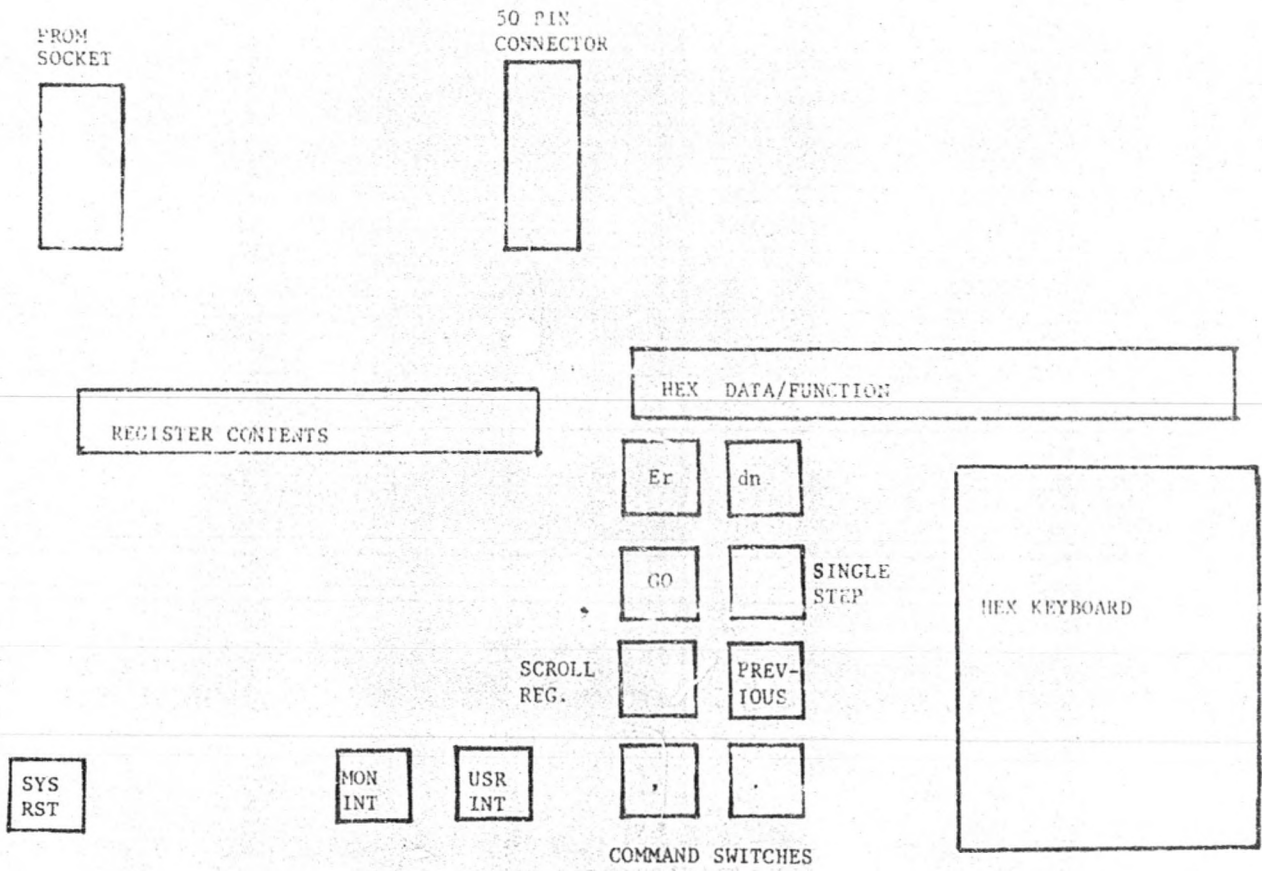 PROM
SOCKET
50 PIN
CONNECTOR
HEX DATA/FUNCTION
REGISTER CONTENTS
Er
dn
GO
SINGLE
STEP
HEX KEYBOARD
SCROLL
REG.
PREV-
IOUS
SYS
RST
MON
INT
USR
INT
,
.
COMMAND SWITCHES